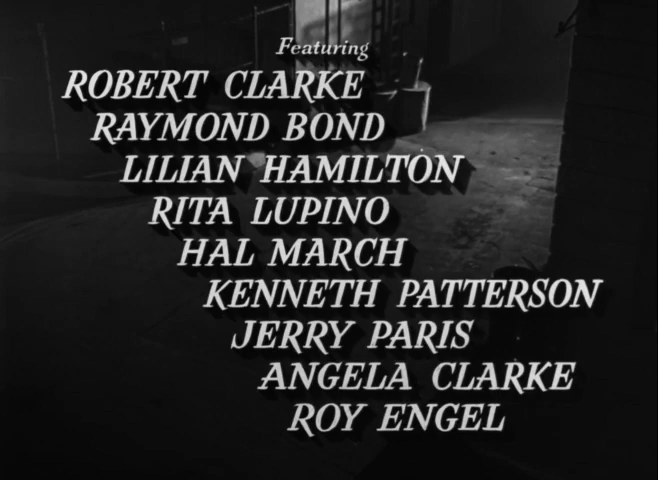 Featuring
ROBERT CLARKE
RAYMOND BOND
LILIAN HAMILTON
RITA LUPINO
HAL MARCH
KENNETH PATTERSON
JERRY PARIS
ANGELA CLARKE
ROY ENGEL